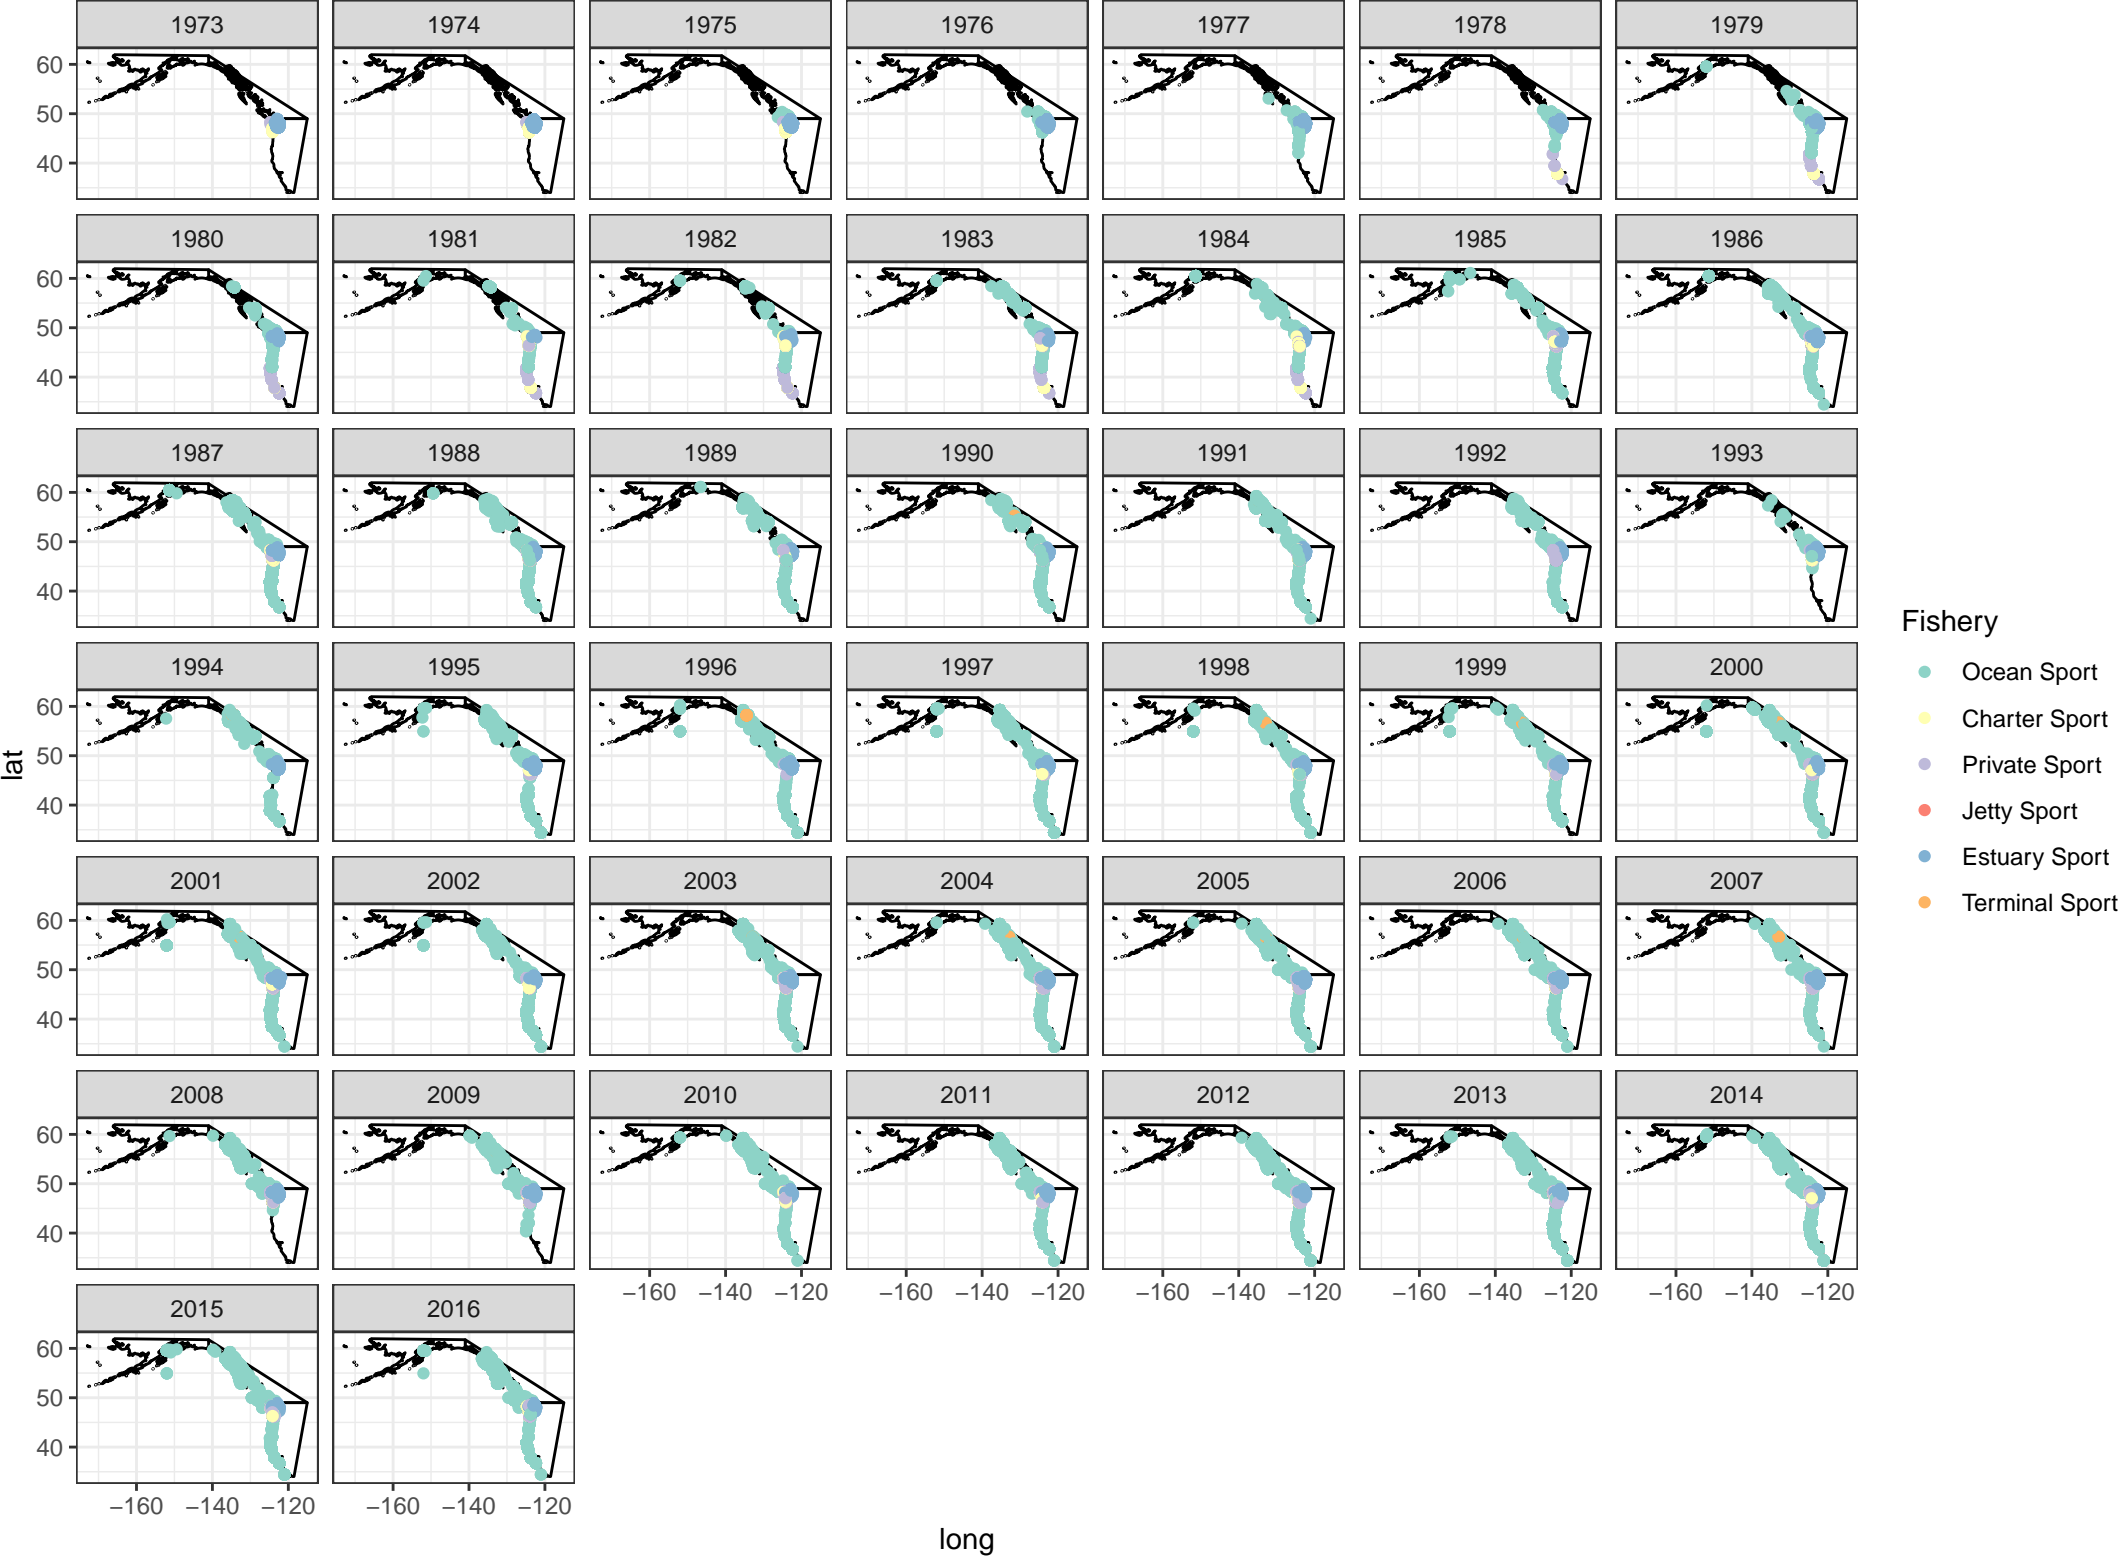 1973 1974 1975 1976 1977 1978 1979
60
50
40
1980 1981 1982 1983 1984 1985 1986
60
50
40
1987 1988 1989 1990 1991 1992 1993
60
50
40
1994 1995 1996 1997 1998 1999 2000
60
50
40
2001 2002 2003 2004 2005 2006 2007
60
50
40
2008 2009 2010 2011 2012 2013 2014
60
50
40
−160 −140 −120 −160 −140 −120 −160 −140 −120 −160 −140 −120 −160 −140 −120
2015 2016
60
50
40
−160 −140 −120 −160 −140 −120
long
lat
Fishery
Ocean Sport
Charter Sport
Private Sport
Jetty Sport
Estuary Sport
Terminal Sport